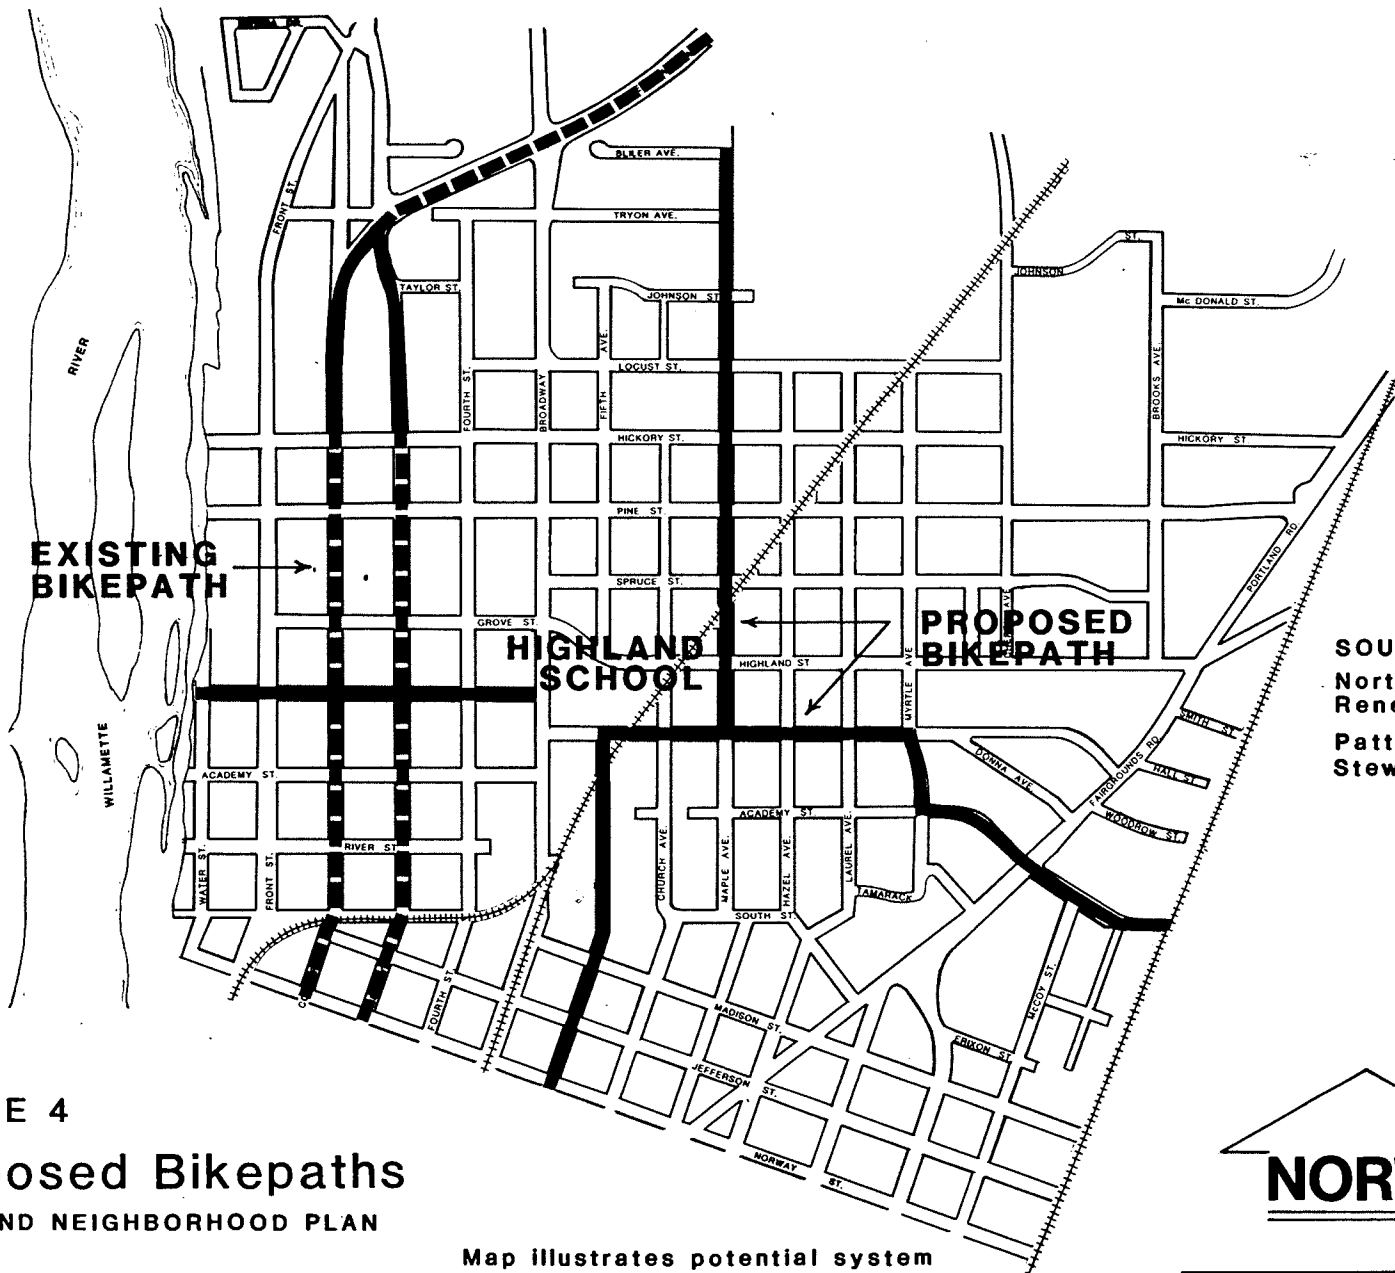 BLILER AVE.
TRYON AVE.
FRONT ST.
ST.
JOHNSON
TAYLOR ST.
JOHNSON ST.
Mc DONALD ST.
RIVER
FOURTH ST.
BROADWAY
FIFTH AVE.
LOCUST ST.
BROOKS AVE.
HICKORY ST.
HICKORY ST
PINE ST.
PORTLAND RD
EXISTING
BIKEPATH
SPRUCE ST.
GROVE ST.
PROPOSED
BIKEPATH
HIGHLAND
SCHOOL
HIGHLAND ST
MYRTLE AVE
SOU
Nort
Rene
Patt
Stew
SMITH ST
WILLAMETTE
DONNA AVE.
FAIRGROUNDS RD
HALL ST.
ACADEMY ST.
ACADEMY ST.
WOODROW ST.
RIVER ST
WATER ST.
FRONT ST.
CHURCH AVE.
MAPLE AVE.
HAZEL AVE.
LAUREL AVE.
TAMARACK
SOUTH ST.
FOURTH ST.
MADISON ST.
McCOY ST.
ERIXON ST.
JEFFERSON ST.
NORWAY ST.
E 4
osed Bikepaths
ND NEIGHBORHOOD PLAN
Map illustrates potential system
NOR